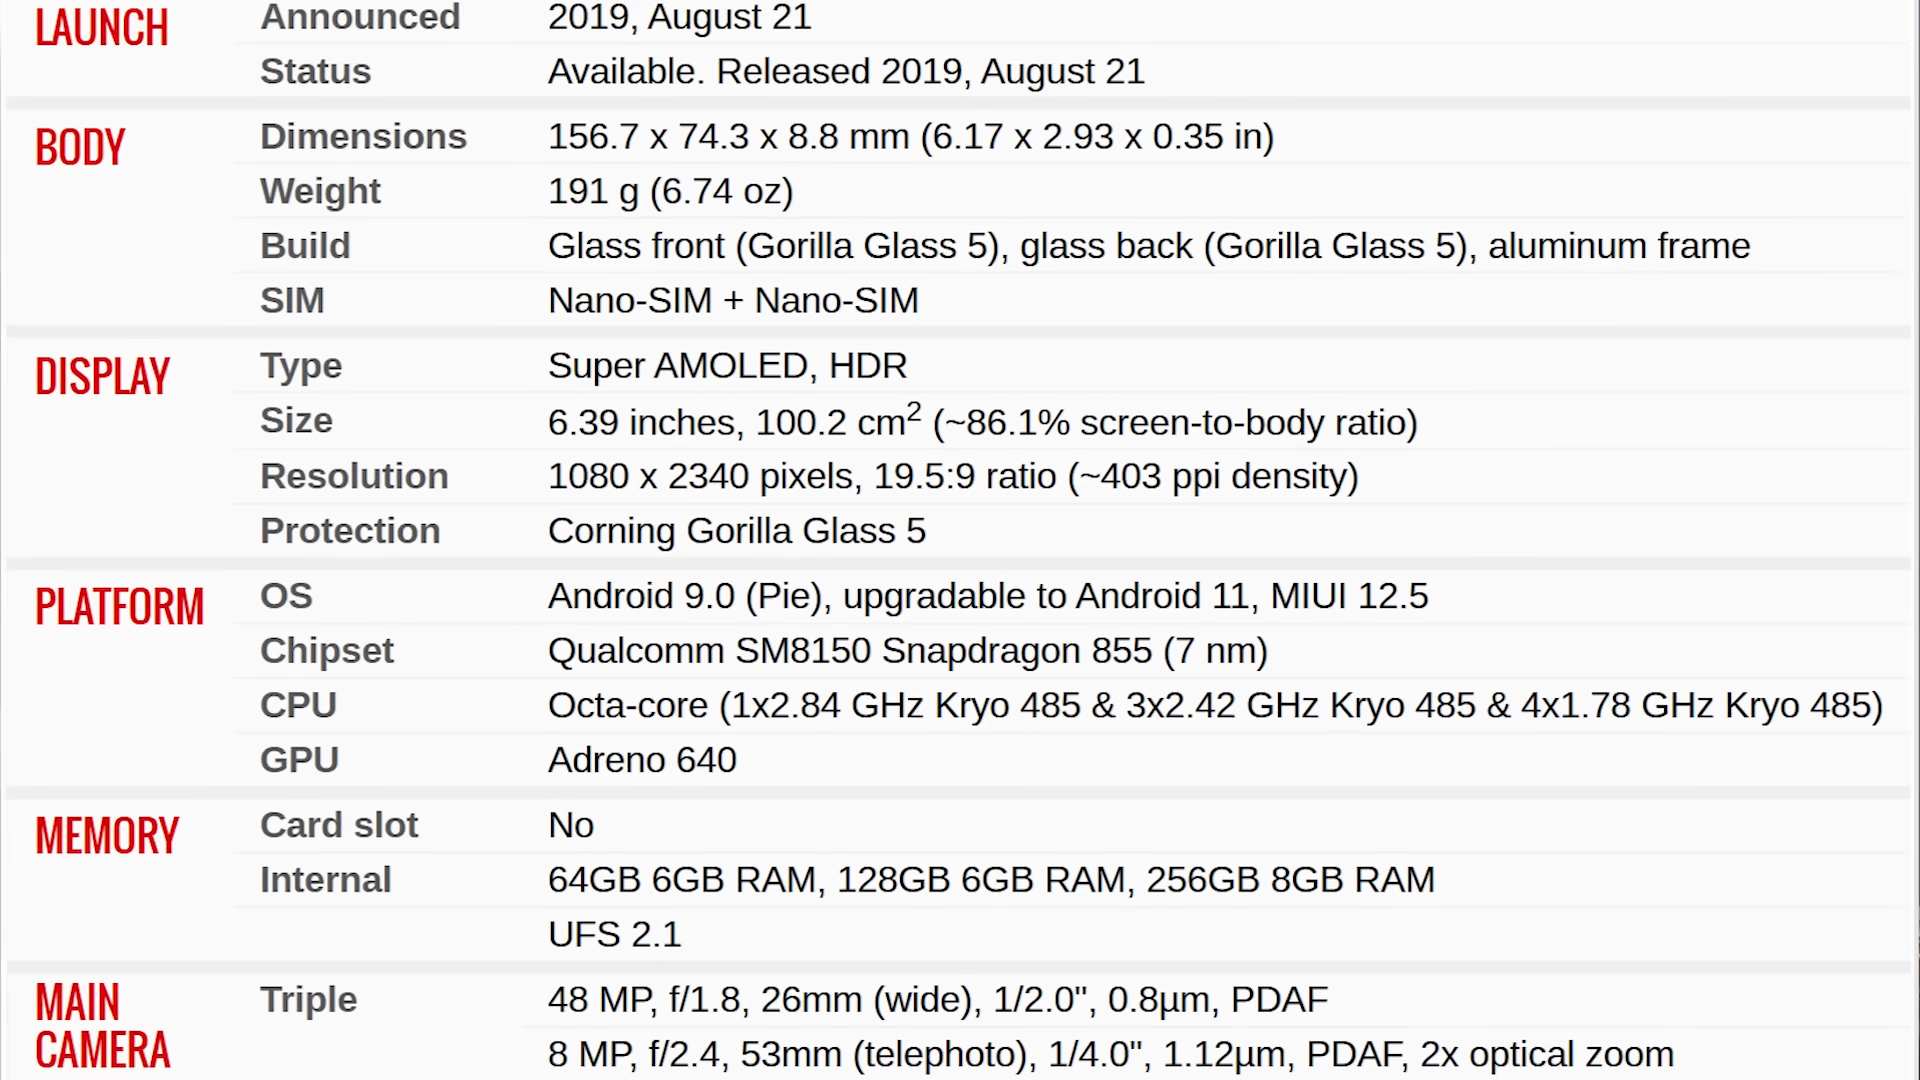 LAUNCH Announced 2019, August 21
Status Available. Released 2019, August 21
BODY Dimensions 156.7 x 74.3 x 8.8 mm (6.17 x 2.93 x 0.35 in)
Weight 191 g (6.74 oz)
Build Glass front (Gorilla Glass 5), glass back (Gorilla Glass 5), aluminum frame
SIM Nano-SIM + Nano-SIM
DISPLAY Type Super AMOLED, HDR
Size 6.39 inches, 100.2 cm² (~86.1% screen-to-body ratio)
Resolution 1080 x 2340 pixels, 19.5:9 ratio (~403 ppi density)
Protection Corning Gorilla Glass 5
PLATFORM OS Android 9.0 (Pie), upgradable to Android 11, MIUI 12.5
Chipset Qualcomm SM8150 Snapdragon 855 (7 nm)
CPU Octa-core (1x2.84 GHz Kryo 485 & 3x2.42 GHz Kryo 485 & 4x1.78 GHz Kryo 485)
GPU Adreno 640
MEMORY Card slot No
Internal 64GB 6GB RAM, 128GB 6GB RAM, 256GB 8GB RAM
UFS 2.1
MAIN CAMERA Triple 48 MP, f/1.8, 26mm (wide), 1/2.0", 0.8µm, PDAF
8 MP, f/2.4, 53mm (telephoto), 1/4.0", 1.12µm, PDAF, 2x optical zoom